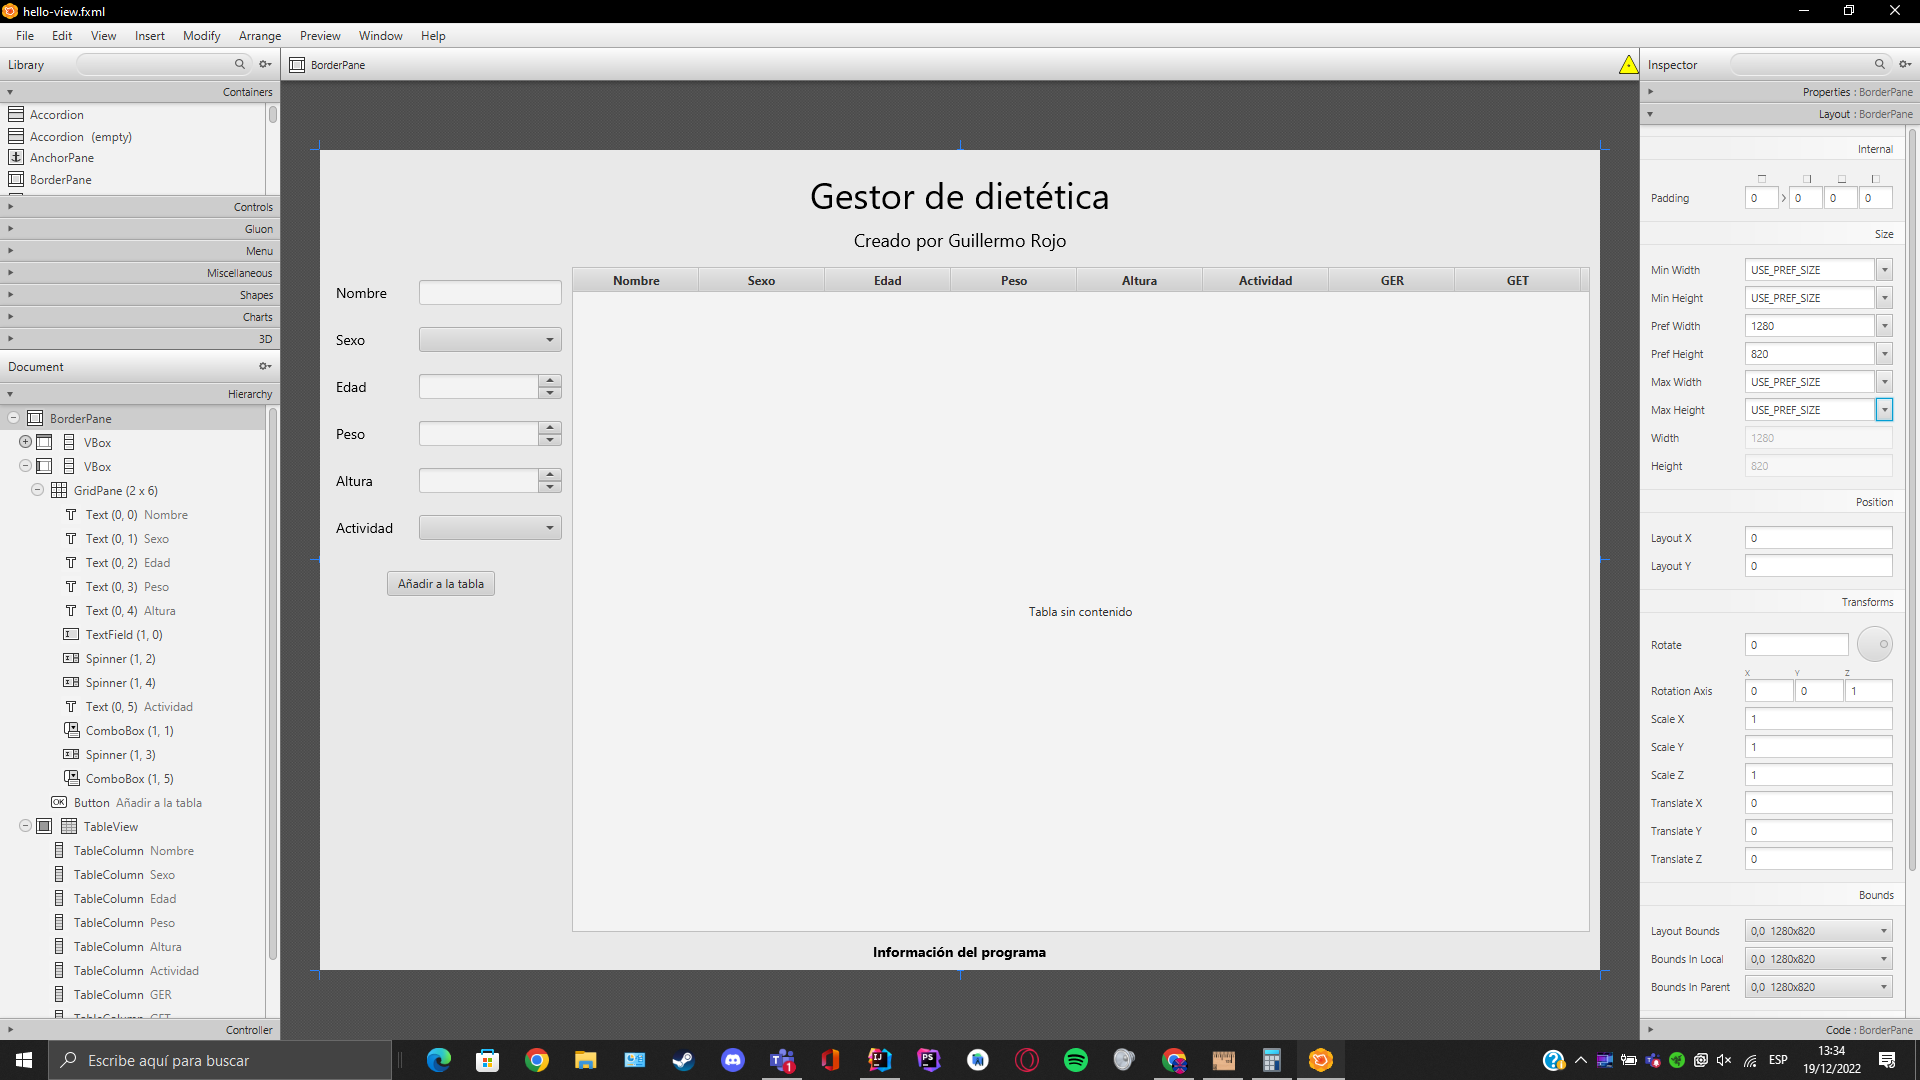 hello-view.fxml
File Edit View Insert Modify Arrange Preview Window Help
Library
Containers
Accordion
Accordion (empty)
AnchorPane
BorderPane
Controls
Gluon
Menu
Miscellaneous
Shapes
Charts
3D
Document
Hierarchy
BorderPane
VBox
VBox
GridPane (2 x 6)
Text (0, 0) Nombre
Text (0, 1) Sexo
Text (0, 2) Edad
Text (0, 3) Peso
Text (0, 4) Altura
TextField (1, 0)
Spinner (1, 2)
Spinner (1, 4)
Text (0, 5) Actividad
ComboBox (1, 1)
Spinner (1, 3)
ComboBox (1, 5)
OK Button Añadir a la tabla
TableView
TableColumn Nombre
TableColumn Sexo
TableColumn Edad
TableColumn Peso
TableColumn Altura
TableColumn Actividad
TableColumn GER
TableColumn GET
Controller
BorderPane
Gestor de dietética
Creado por Guillermo Rojo
Nombre
Sexo
Edad
Peso
Altura
Actividad
Añadir a la tabla
Nombre Sexo Edad Peso Altura Actividad GER GET
Tabla sin contenido
Información del programa
Inspector
Properties : BorderPane
Layout : BorderPane
Internal
Padding 0 0 0 0
Size
Min Width USE_PREF_SIZE
Min Height USE_PREF_SIZE
Pref Width 1280
Pref Height 820
Max Width USE_PREF_SIZE
Max Height USE_PREF_SIZE
Width 1280
Height 820
Position
Layout X 0
Layout Y 0
Transforms
Rotate 0
X Y Z
Rotation Axis 0 0 1
Scale X 1
Scale Y 1
Scale Z 1
Translate X 0
Translate Y 0
Translate Z 0
Bounds
Layout Bounds 0,0 1280x820
Bounds In Local 0,0 1280x820
Bounds In Parent 0,0 1280x820
Code : BorderPane
Escribe aquí para buscar
1
IJ
PS
ESP
13:34
19/12/2022